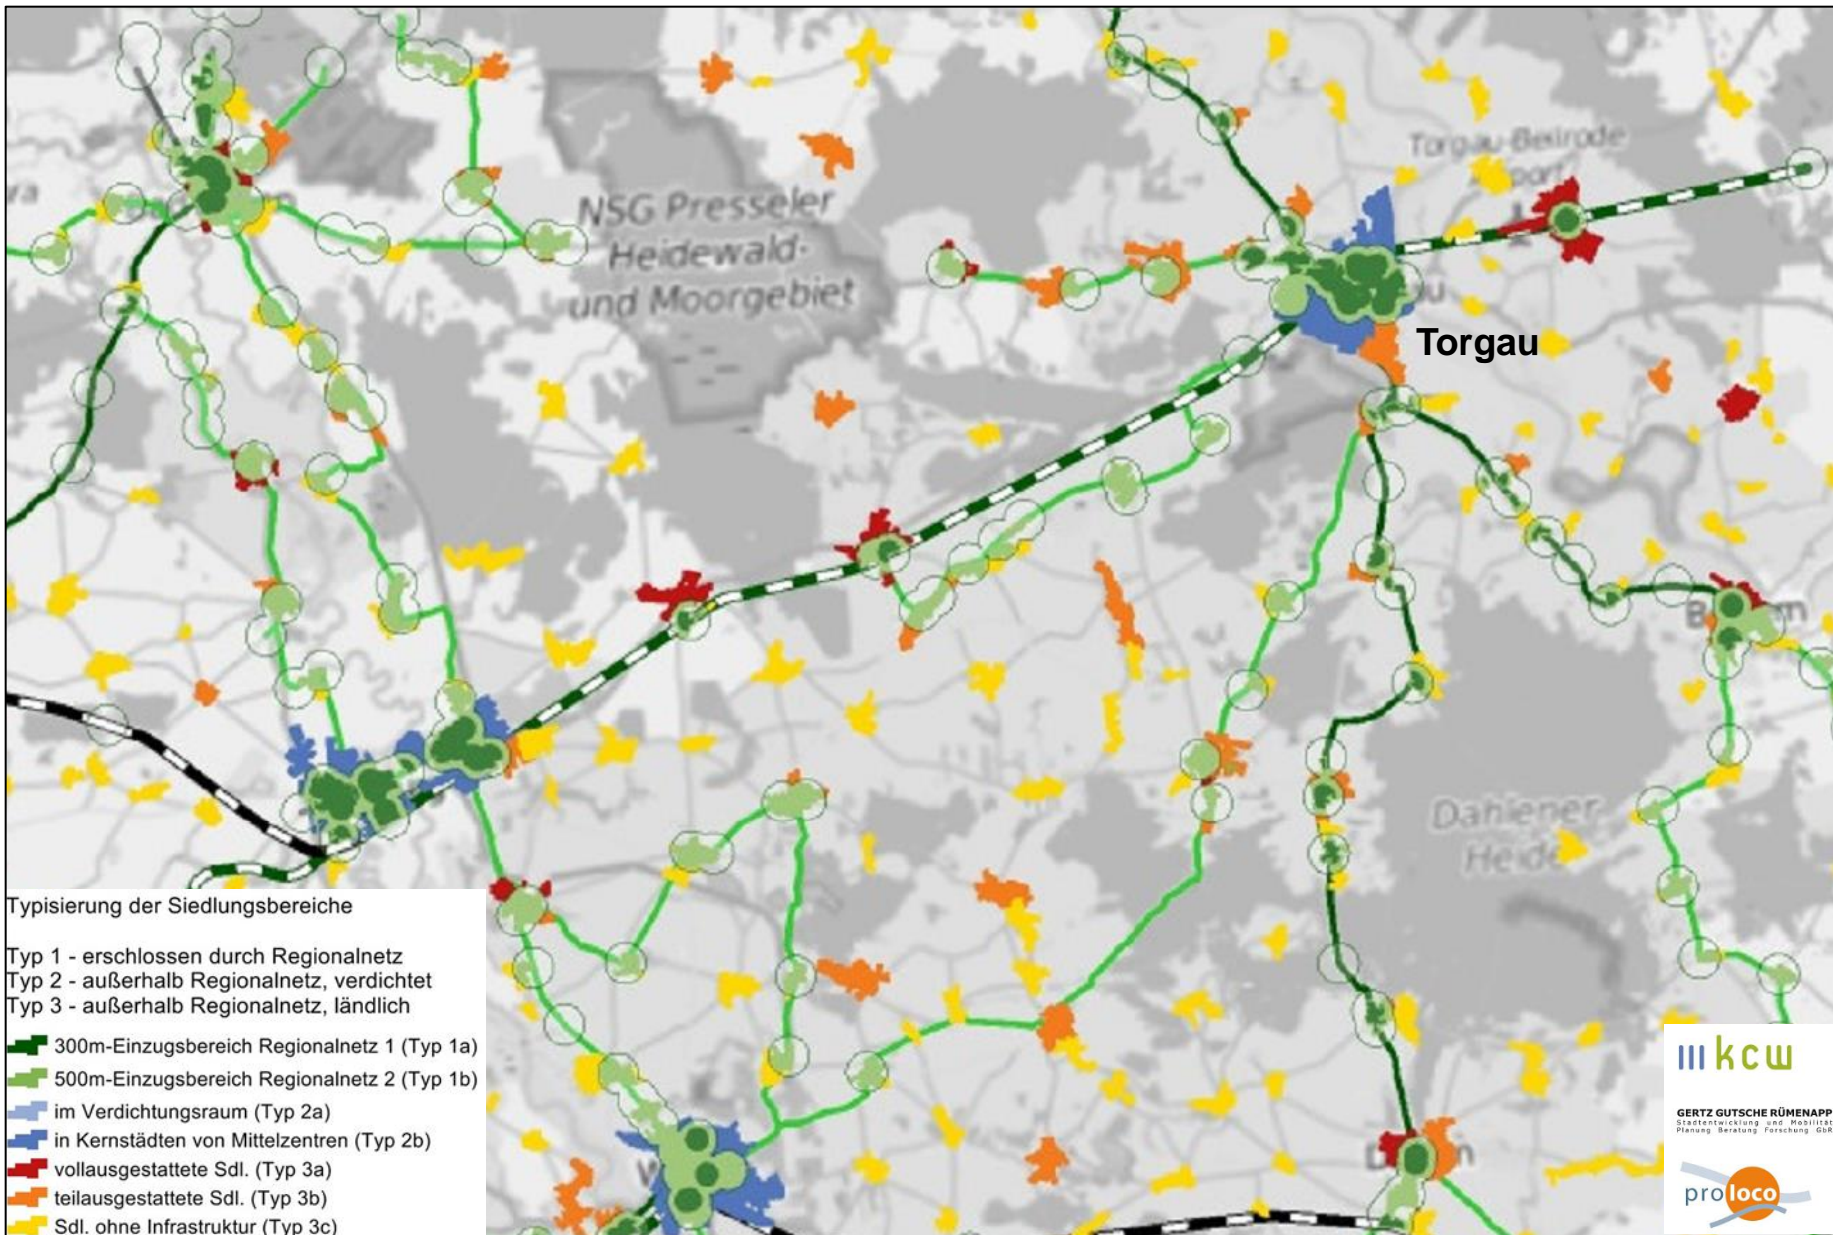 Torgau-Beilrode
NSG Presseler
Heidewald-
und Moorgebiet
Torgau
Dahlener
Heide
Typisierung der Siedlungsbereiche
Typ 1 - erschlossen durch Regionalnetz
Typ 2 - außerhalb Regionalnetz, verdichtet
Typ 3 - außerhalb Regionalnetz, ländlich
300m-Einzugsbereich Regionalnetz 1 (Typ 1a)
500m-Einzugsbereich Regionalnetz 2 (Typ 1b)
im Verdichtungsraum (Typ 2a)
in Kernstädten von Mittelzentren (Typ 2b)
vollausgestattete Sdl. (Typ 3a)
teilausgestattete Sdl. (Typ 3b)
Sdl. ohne Infrastruktur (Typ 3c)
kcw
GERTZ GUTSCHE RÜMENAPP
Stadtentwicklung und Mobilität
Planung Beratung Forschung GbR
proloco